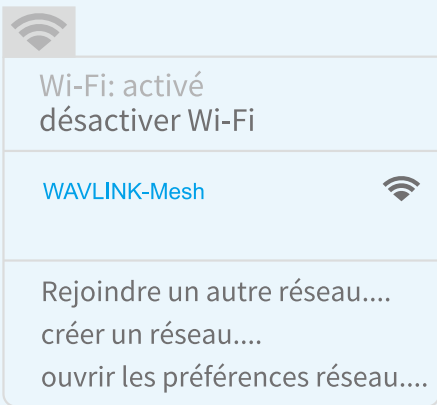 Wi-Fi: activé
désactiver Wi-Fi
WAVLINK-Mesh
Rejoindre un autre réseau....
créer un réseau....
ouvrir les préférences réseau....